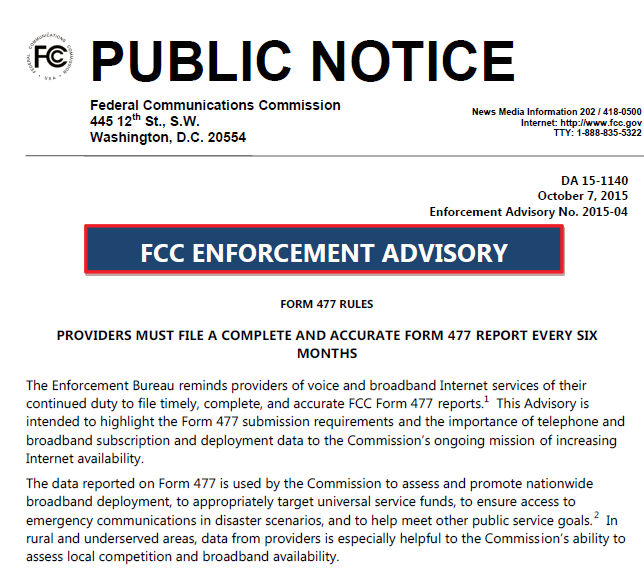 PUBLIC NOTICE
Federal Communications Commission
445 12th St., S.W.
Washington, D.C. 20554
News Media Information 202 / 418-0500
Internet: http://www.fcc.gov
TTY: 1-888-835-5322
DA 15-1140
October 7, 2015
Enforcement Advisory No. 2015-04
FCC ENFORCEMENT ADVISORY
FORM 477 RULES
PROVIDERS MUST FILE A COMPLETE AND ACCURATE FORM 477 REPORT EVERY SIX
MONTHS
The Enforcement Bureau reminds providers of voice and broadband Internet services of their
continued duty to file timely, complete, and accurate FCC Form 477 reports.1 This Advisory is
intended to highlight the Form 477 submission requirements and the importance of telephone and
broadband subscription and deployment data to the Commission's ongoing mission of increasing
Internet availability.
The data reported on Form 477 is used by the Commission to assess and promote nationwide
broadband deployment, to appropriately target universal service funds, to ensure access to
emergency communications in disaster scenarios, and to help meet other public service goals.2 In
rural and underserved areas, data from providers is especially helpful to the Commission's ability to
assess local competition and broadband availability.